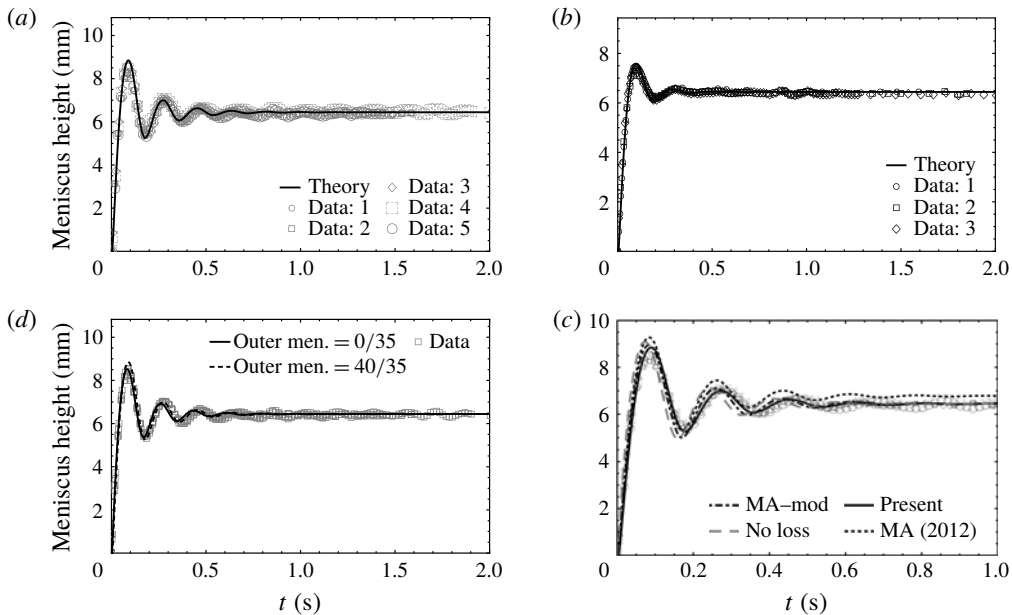 (a)
Meniscus height (mm)
10
8
6
4
2
0
0.5
1.0
1.5
2.0
Theory
Data: 1
Data: 2
Data: 3
Data: 4
Data: 5
(b)
8
6
4
2
0
0.5
1.0
1.5
2.0
Theory
Data: 1
Data: 2
Data: 3
(d)
Meniscus height (mm)
10
8
6
4
2
0
0.5
1.0
1.5
2.0
t (s)
Outer men. = 0/35
Data
Outer men. = 40/35
(c)
10
8
6
4
2
0
0.2
0.4
0.6
0.8
1.0
t (s)
MA–mod
Present
No loss
MA (2012)